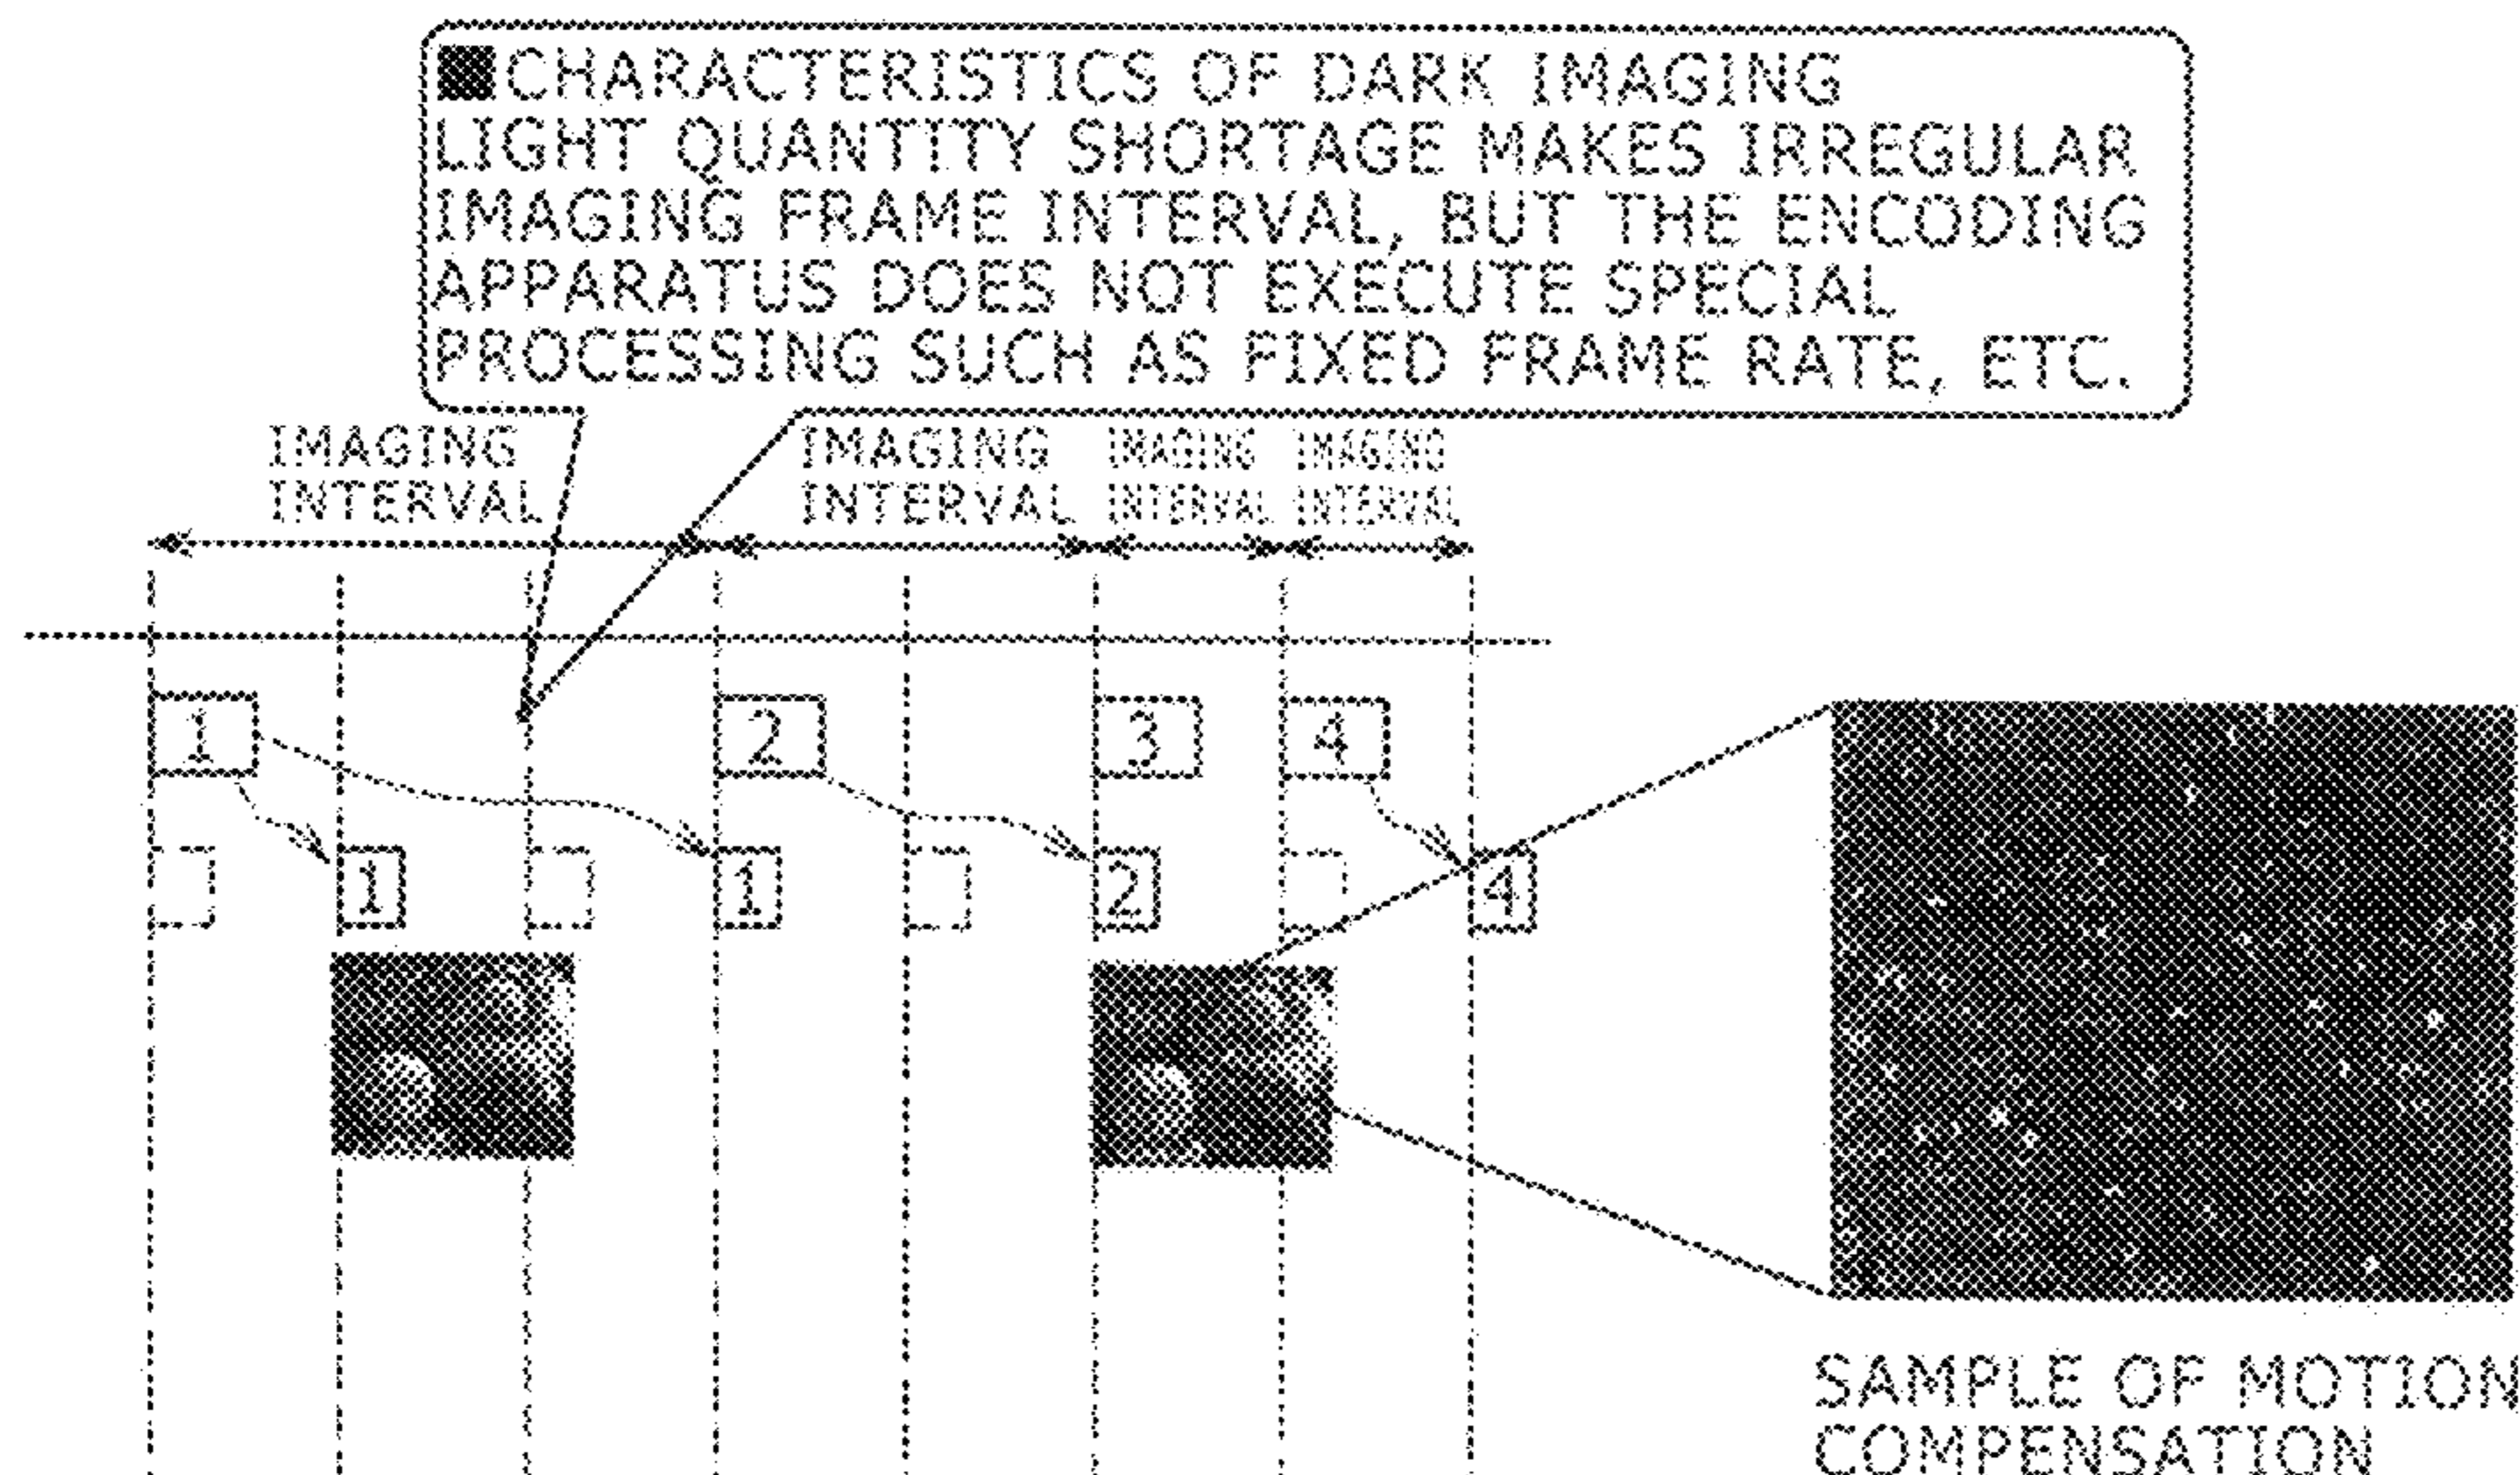 ■CHARACTERISTICS OF DARK IMAGING
LIGHT QUANTITY SHORTAGE MAKES IRREGULAR
IMAGING FRAME INTERVAL, BUT THE ENCODING
APPARATUS DOES NOT EXECUTE SPECIAL
PROCESSING SUCH AS FIXED FRAME RATE, ETC.
IMAGING INTERVAL
IMAGING INTERVAL
IMAGING INTERVAL
IMAGING INTERVAL
1 2 3 4
1 1 2 4
SAMPLE OF MOTION
COMPENSATION